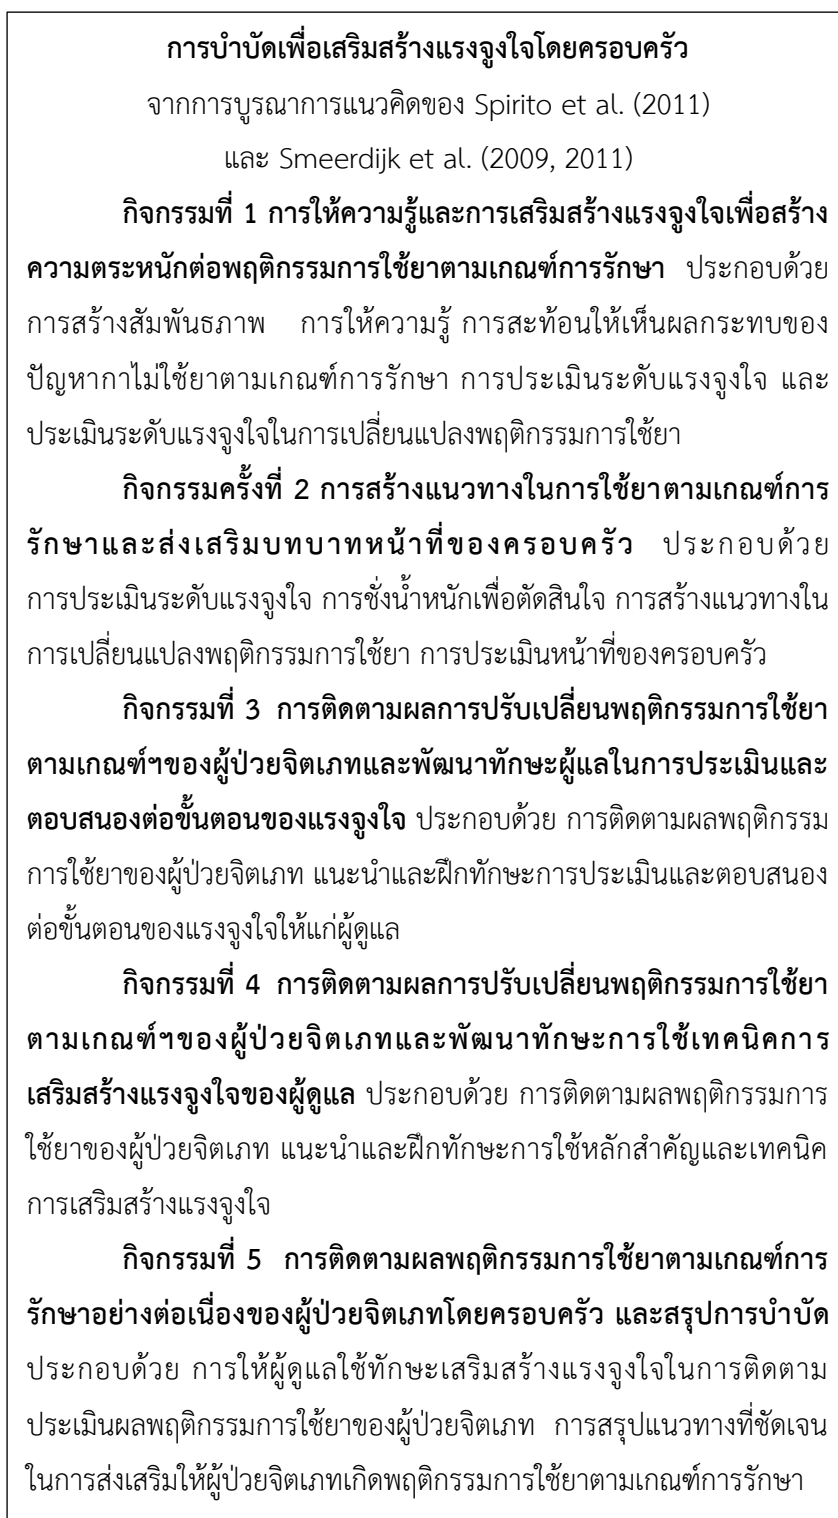 การบำบัดเพื่อเสริมสร้างแรงจูงใจโดยครอบครัว
จากการบูรณาการแนวคิดของ Spirito et al. (2011)
และ Smeerdijk et al. (2009, 2011)
กิจกรรมที่ 1 การให้ความรู้และการเสริมสร้างแรงจูงใจเพื่อสร้าง
ความตระหนักต่อพฤติกรรมการใช้ยาตามเกณฑ์การรักษา ประกอบด้วย
การสร้างสัมพันธภาพ การให้ความรู้ การสะท้อนให้เห็นผลกระทบของ
ปัญหากาไม่ใช้ยาตามเกณฑ์การรักษา การประเมินระดับแรงจูงใจ และ
ประเมินระดับแรงจูงใจในการเปลี่ยนแปลงพฤติกรรมการใช้ยา
กิจกรรมครั้งที่ 2 การสร้างแนวทางในการใช้ยาตามเกณฑ์การ
รักษาและส่งเสริมบทบาทหน้าที่ของครอบครัว ประกอบด้วย
การประเมินระดับแรงจูงใจ การชั่งน้ำหนักเพื่อตัดสินใจ การสร้างแนวทางใน
การเปลี่ยนแปลงพฤติกรรมการใช้ยา การประเมินหน้าที่ของครอบครัว
กิจกรรมที่ 3 การติดตามผลการปรับเปลี่ยนพฤติกรรมการใช้ยา
ตามเกณฑ์ฯของผู้ป่วยจิตเภทและพัฒนาทักษะผู้แลในการประเมินและ
ตอบสนองต่อขั้นตอนของแรงจูงใจ ประกอบด้วย การติดตามผลพฤติกรรม
การใช้ยาของผู้ป่วยจิตเภท แนะนำและฝึกทักษะการประเมินและตอบสนอง
ต่อขั้นตอนของแรงจูงใจให้แก่ผู้ดูแล
กิจกรรมที่ 4 การติดตามผลการปรับเปลี่ยนพฤติกรรมการใช้ยา
ตามเกณฑ์ฯของผู้ป่วยจิตเภทและพัฒนาทักษะการใช้เทคนิคการ
เสริมสร้างแรงจูงใจของผู้ดูแล ประกอบด้วย การติดตามผลพฤติกรรมการ
ใช้ยาของผู้ป่วยจิตเภท แนะนำและฝึกทักษะการใช้หลักสำคัญและเทคนิค
การเสริมสร้างแรงจูงใจ
กิจกรรมที่ 5 การติดตามผลพฤติกรรมการใช้ยาตามเกณฑ์การ
รักษาอย่างต่อเนื่องของผู้ป่วยจิตเภทโดยครอบครัว และสรุปการบำบัด
ประกอบด้วย การให้ผู้ดูแลใช้ทักษะเสริมสร้างแรงจูงใจในการติดตาม
ประเมินผลพฤติกรรมการใช้ยาของผู้ป่วยจิตเภท การสรุปแนวทางที่ชัดเจน
ในการส่งเสริมให้ผู้ป่วยจิตเภทเกิดพฤติกรรมการใช้ยาตามเกณฑ์การรักษา